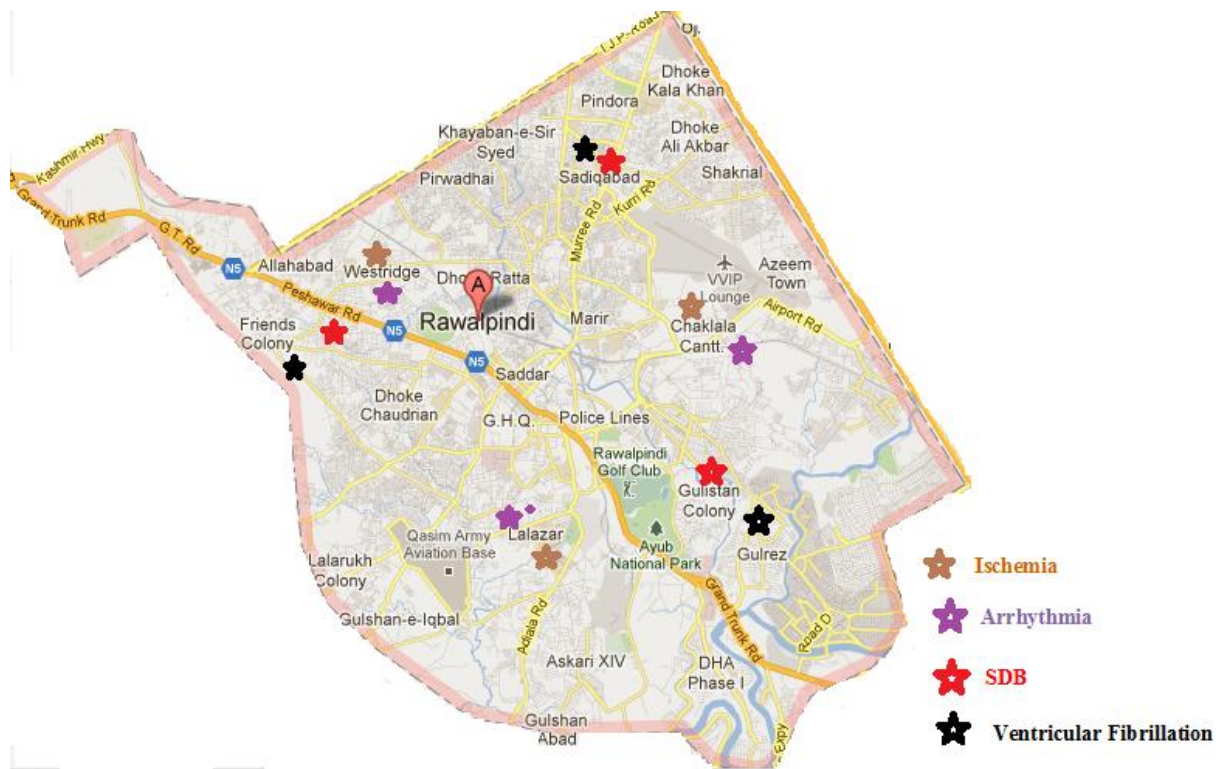 I.J.P. Road
Oj.
Dhoke
Kala Khan
Pindora
Khayaban-e-Sir
Syed
Dhoke
Ali Akbar
Kashmir Hwy
Pirwadhai
Sadiqabad
Shakrial
Grand Trunk Rd
Kurri Rd
G.T. Rd
Murree Rd
N5
Allahabad
Westridge
Dhoke Ratta
VVIP
Lounge
Azeem
Town
A
Peshawar Rd
Rawalpindi
Marir
Airport Rd
Friends
Colony
N5
Chaklala
Cantt.
N5
Saddar
Dhoke
Chaudrian
G.H.Q.
Police Lines
Rawalpindi
Golf Club
Gulistan
Colony
Qasim Army
Aviation Base
Lalazar
Ayub
National Park
Gulrez
Lalarukh
Colony
Gulshan-e-Iqbal
Adiala Rd
Grand Trunk Rd
Road D
Askari XIV
DHA
Phase I
Gulshan
Abad
Expy
Ischemia
Arrhythmia
SDB
Ventricular Fibrillation